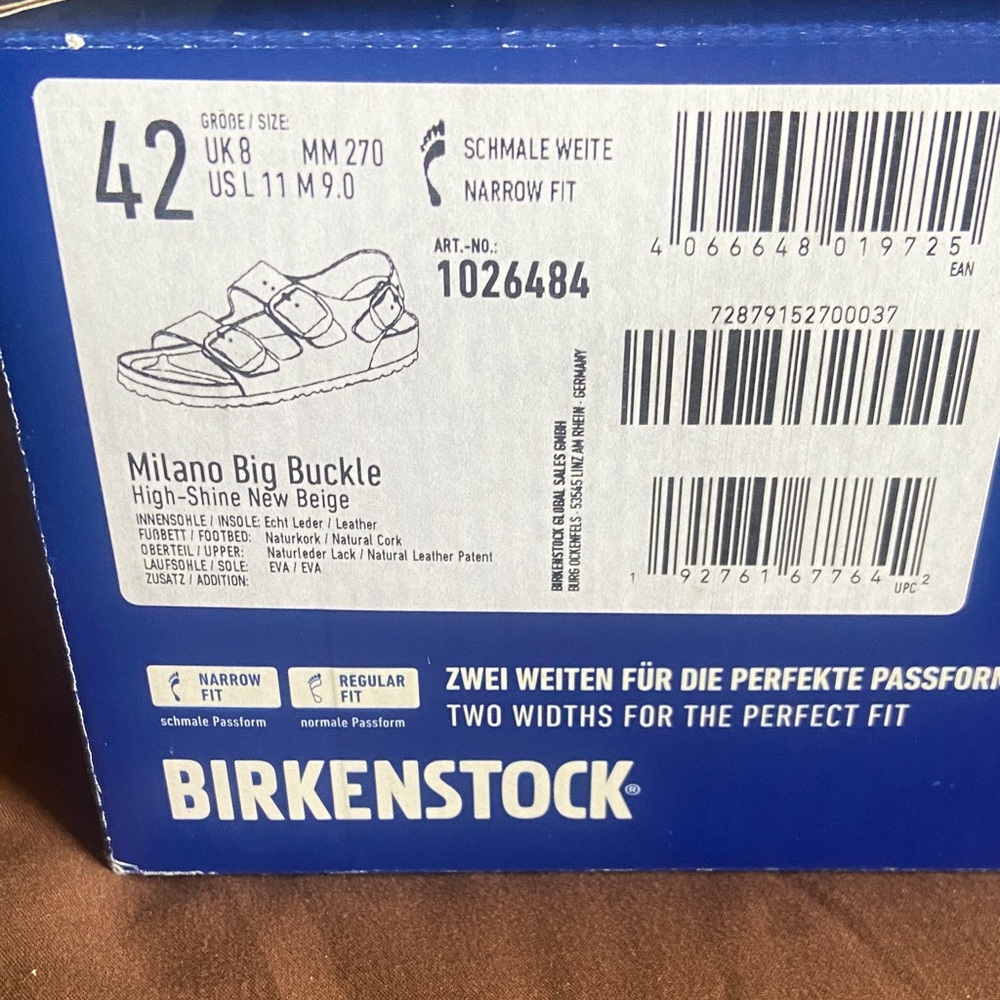 42
GRÖßE / SIZE:
UK 8 MM 270
US L 11 M 9.0
SCHMALE WEITE
NARROW FIT
ART.-NO.:
1026484
4 066648 019725
EAN
72879152700037
Milano Big Buckle
High-Shine New Beige
INNENSOHLE / INSOLE: Echt Leder / Leather
FUßBETT / FOOTBED: Naturkork / Natural Cork
OBERTEIL / UPPER: Naturleder Lack / Natural Leather Patent
LAUFSOHLE / SOLE: EVA / EVA
ZUSATZ / ADDITION:
BIRKENSTOCK GLOBAL SALES GMBH
BURG OCKENFELS · 53545 LINZ AM RHEIN · GERMANY
1 92761 67764 2
UPC
NARROW FIT
schmale Passform
REGULAR FIT
normale Passform
ZWEI WEITEN FÜR DIE PERFEKTE PASSFORM
TWO WIDTHS FOR THE PERFECT FIT
BIRKENSTOCK®